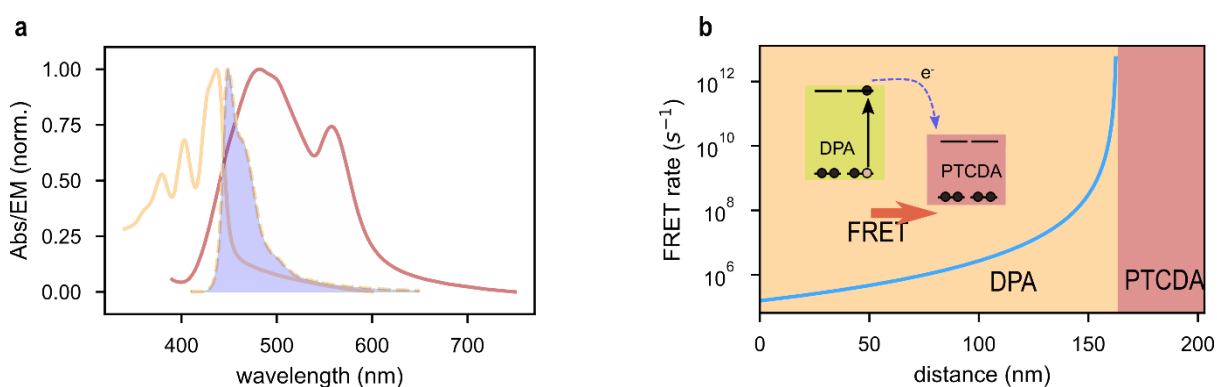 a
Abs/EM (norm.)
1.00
0.75
0.50
0.25
0.00
400
500
600
700
wavelength (nm)
b
FRET rate (s⁻¹)
10¹²
10¹⁰
10⁸
10⁶
e-
DPA
PTCDA
FRET
DPA
PTCDA
0
50
100
150
200
distance (nm)